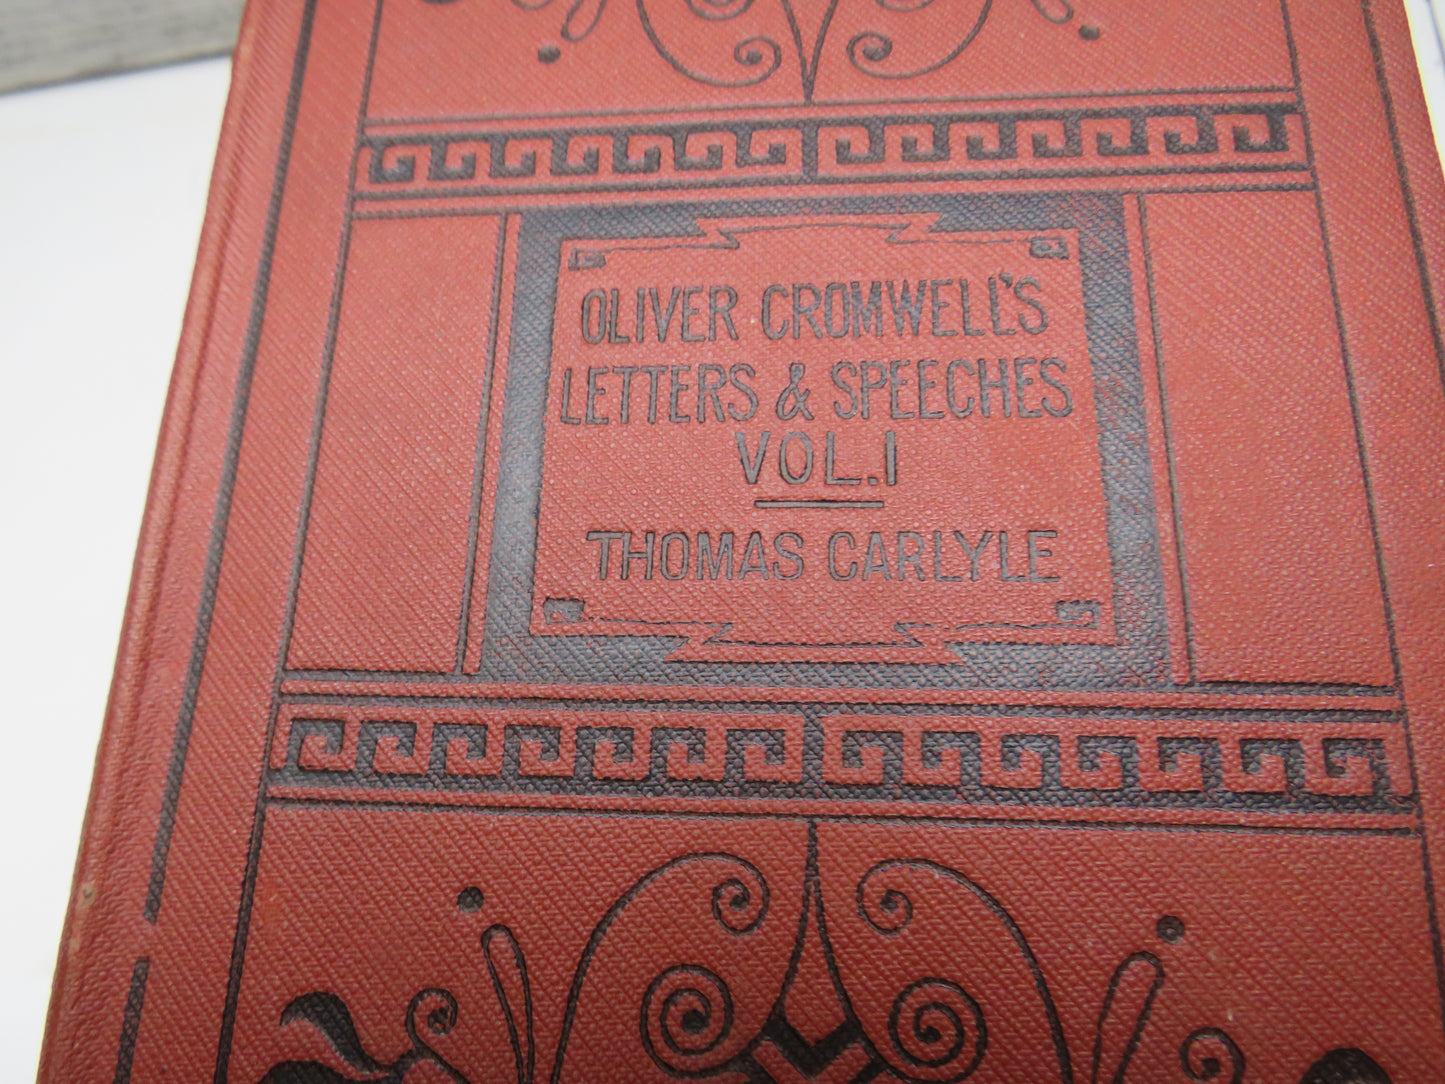 OLIVER CROMWELL'S
LETTERS & SPEECHES
VOL. I
THOMAS CARLYLE